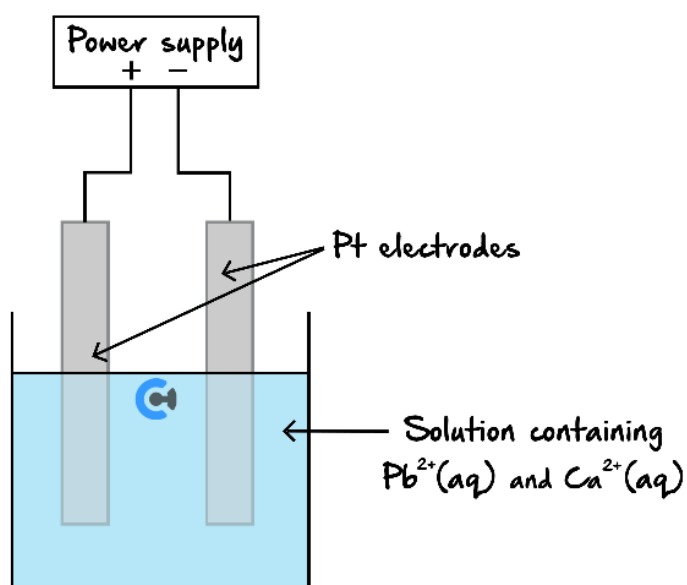 Power supply
+ −
Pt electrodes
Solution containing
Pb²⁺(aq) and Ca²⁺(aq)